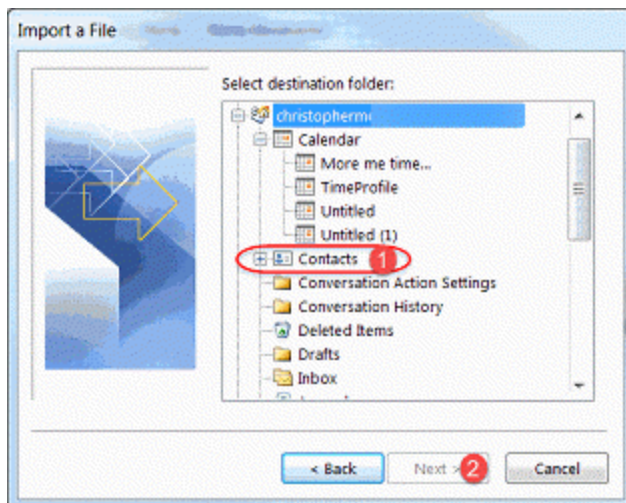 Import a File
Select destination folder:
Calendar
More me time...
TimeProfile
Untitled
Untitled (1)
Contacts 1
Conversation Action Settings
Conversation History
Deleted Items
Drafts
Inbox
< Back Next > 2 Cancel